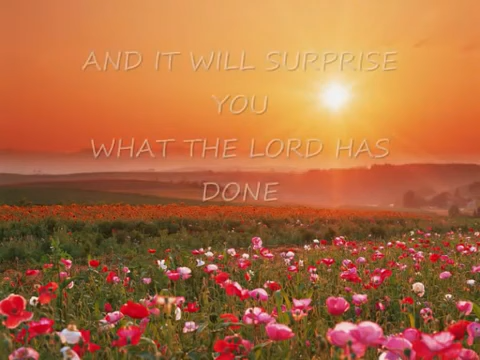 AND IT WILL SURPRISE
YOU
WHAT THE LORD HAS
DONE